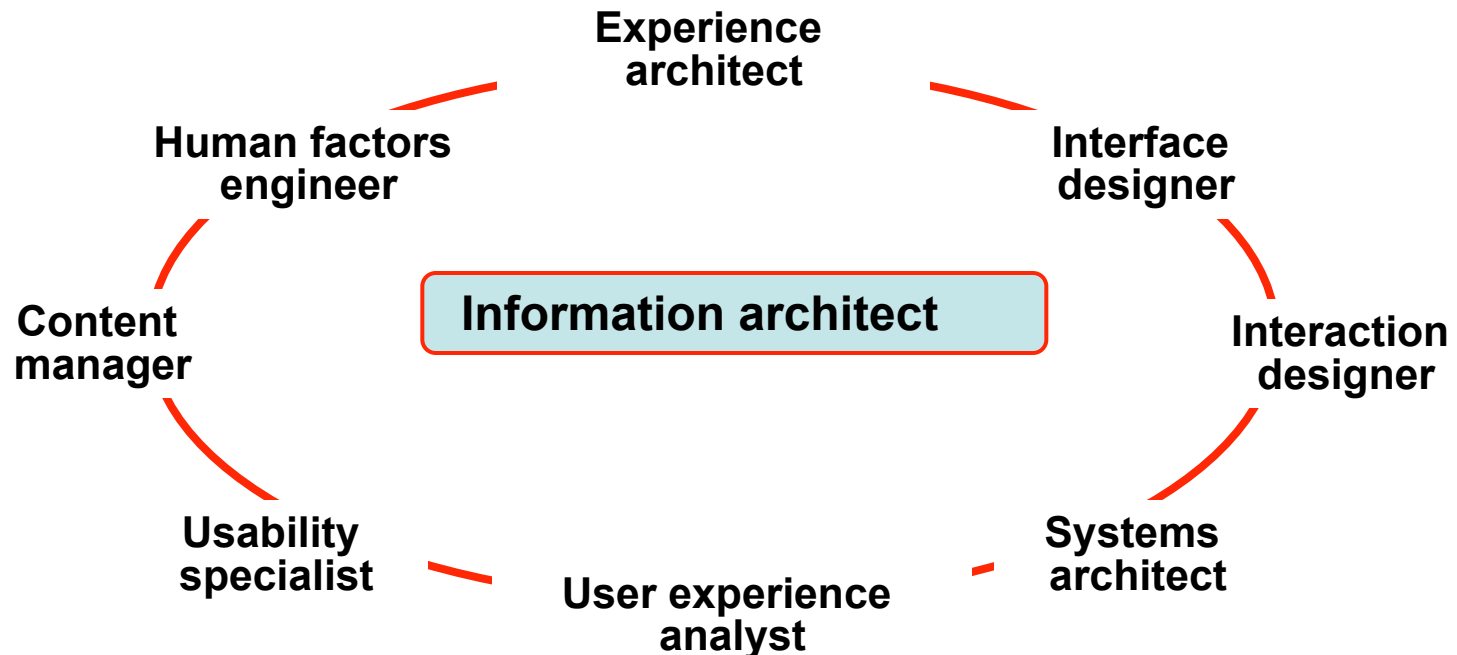 Experience
architect
Human factors
engineer
Interface
designer
Information architect
Content
manager
Interaction
designer
Usability
specialist
Systems
architect
User experience
analyst